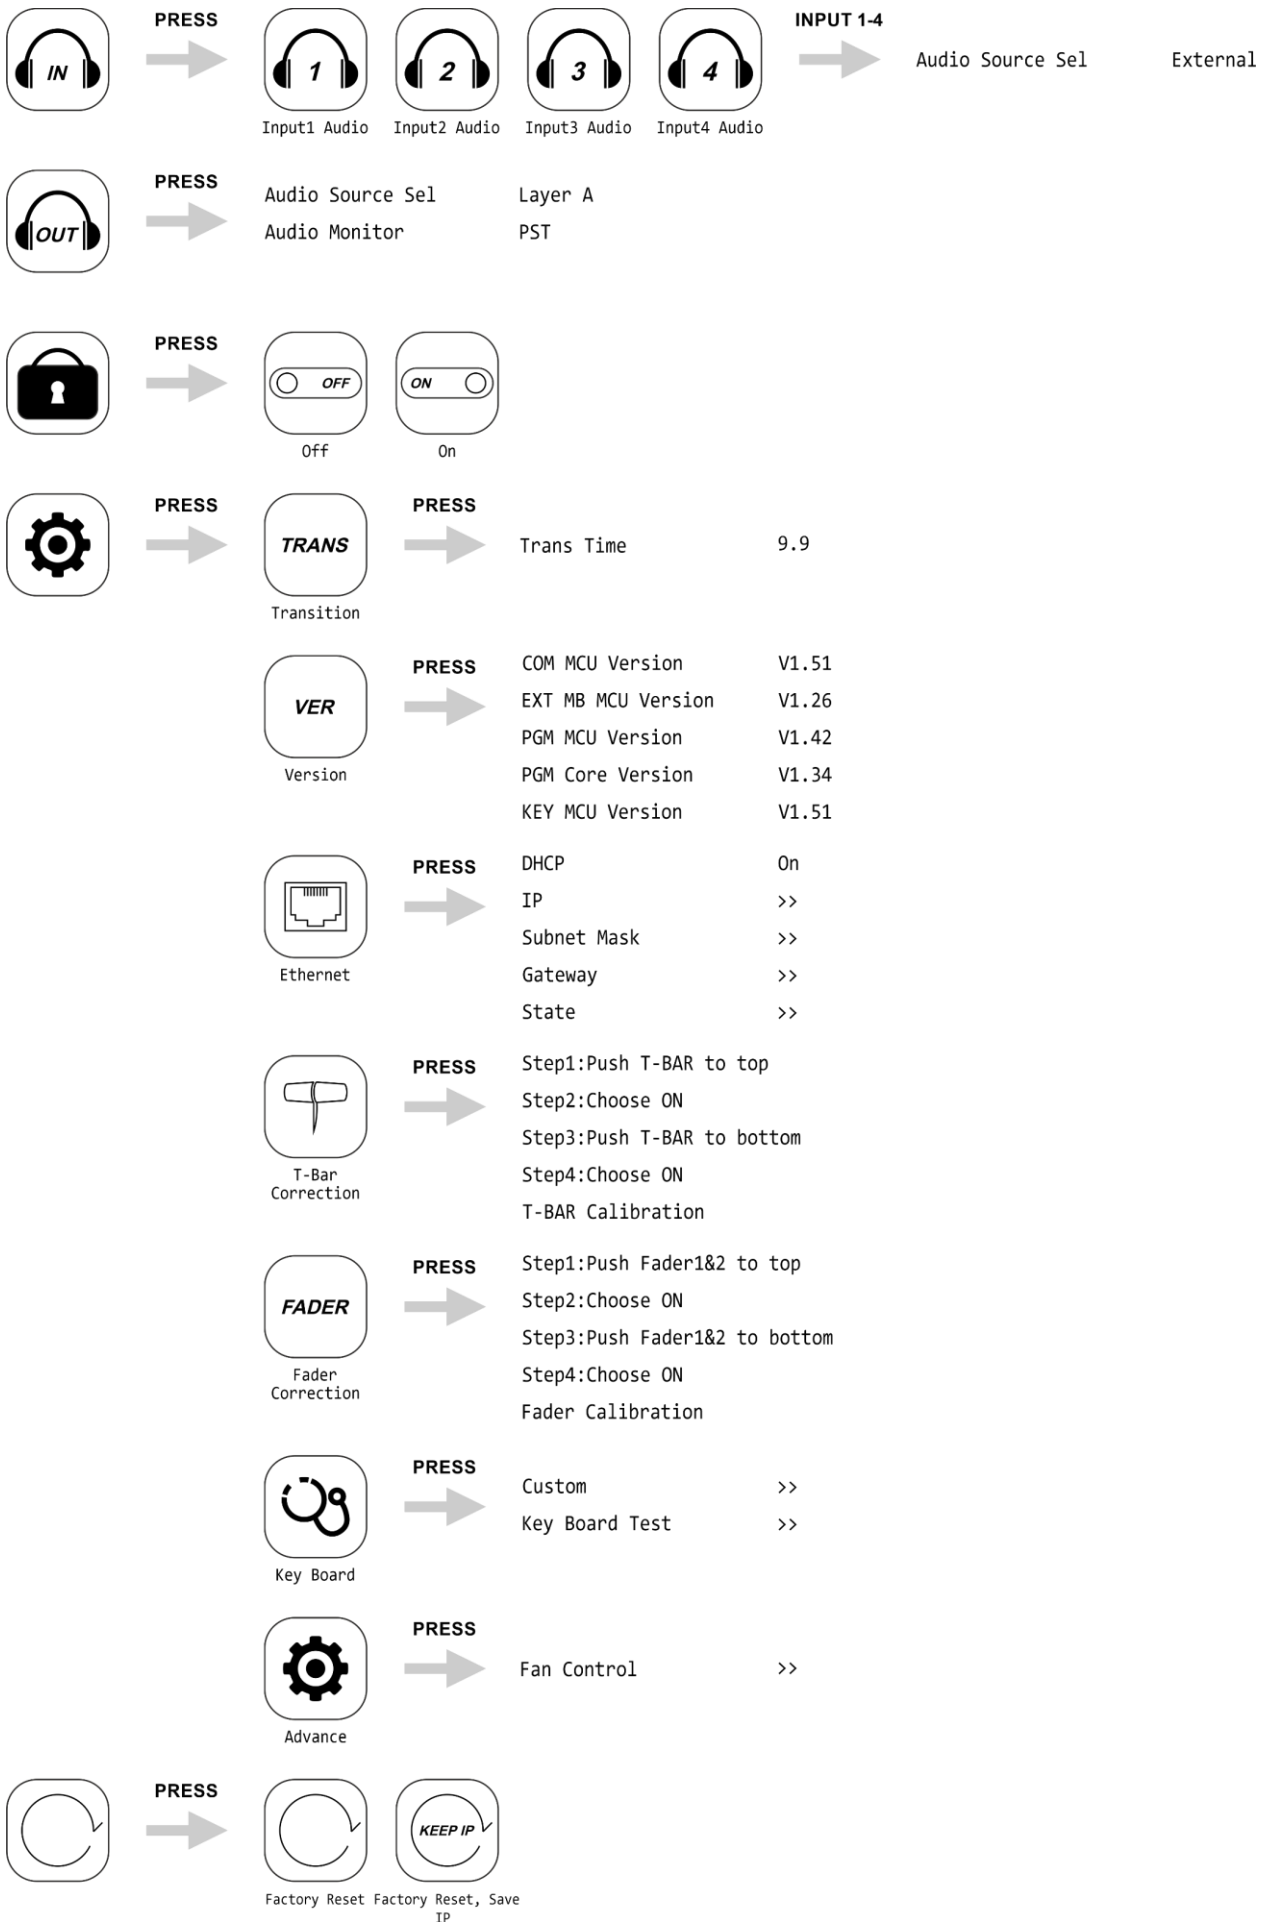 PRESS
INPUT 1-4
IN
1
2
3
4
Audio Source Sel External
Input1 Audio Input2 Audio Input3 Audio Input4 Audio
PRESS
OUT
Audio Source Sel Layer A
Audio Monitor PST
PRESS
OFF
ON
Off
On
PRESS
TRANS
PRESS
Trans Time 9.9
Transition
VER
PRESS
COM MCU Version V1.51
EXT MB MCU Version V1.26
PGM MCU Version V1.42
PGM Core Version V1.34
KEY MCU Version V1.51
Version
PRESS
DHCP On
IP >>
Subnet Mask >>
Gateway >>
State >>
Ethernet
PRESS
Step1:Push T-BAR to top
Step2:Choose ON
Step3:Push T-BAR to bottom
Step4:Choose ON
T-BAR Calibration
T-Bar
Correction
FADER
PRESS
Step1:Push Fader1&2 to top
Step2:Choose ON
Step3:Push Fader1&2 to bottom
Step4:Choose ON
Fader Calibration
Fader
Correction
PRESS
Custom >>
Key Board Test >>
Key Board
PRESS
Fan Control >>
Advance
PRESS
KEEP IP
Factory Reset
Factory Reset, Save
IP